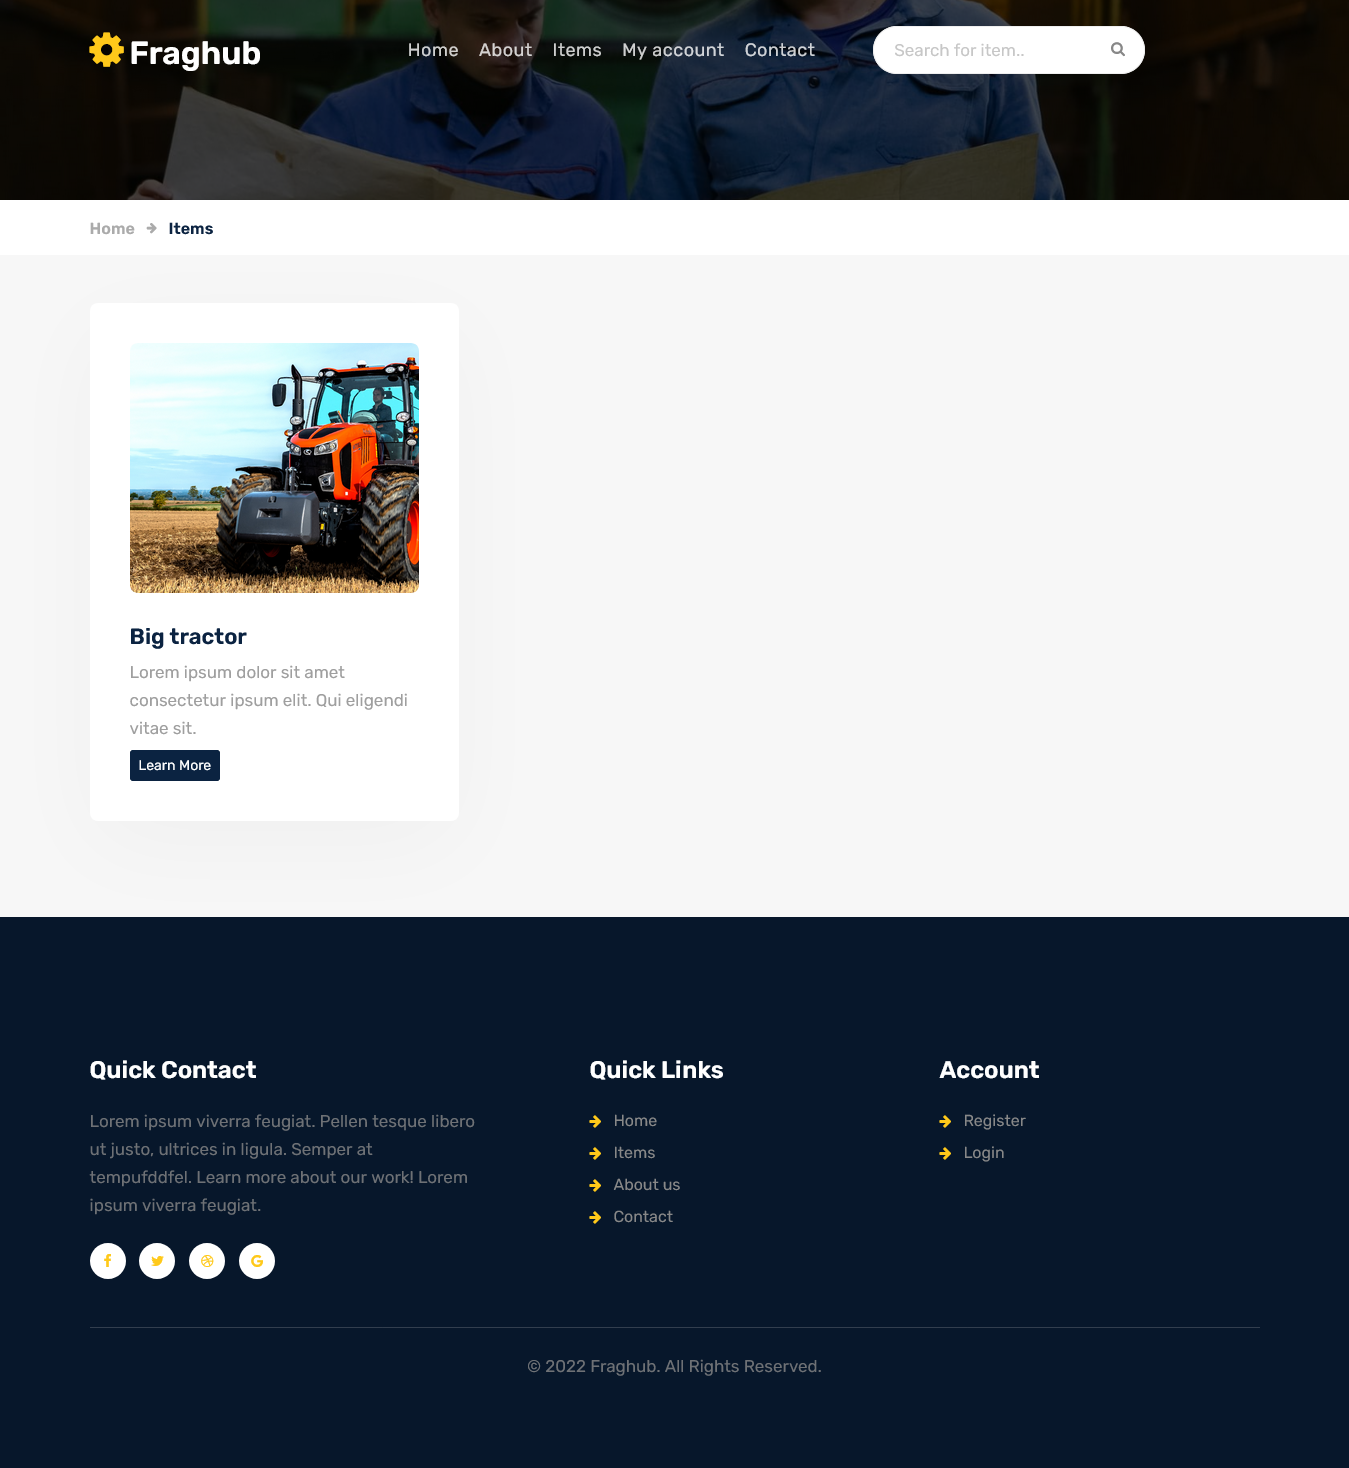 Fraghub
Home About Items My account Contact
Search for item..
Home Items
Big tractor
Lorem ipsum dolor sit amet
consectetur ipsum elit. Qui eligendi
vitae sit.
Learn More
Quick Contact
Lorem ipsum viverra feugiat. Pellen tesque libero
ut justo, ultrices in ligula. Semper at
tempufddfel. Learn more about our work! Lorem
ipsum viverra feugiat.
Quick Links
Home
Items
About us
Contact
Account
Register
Login
© 2022 Fraghub. All Rights Reserved.